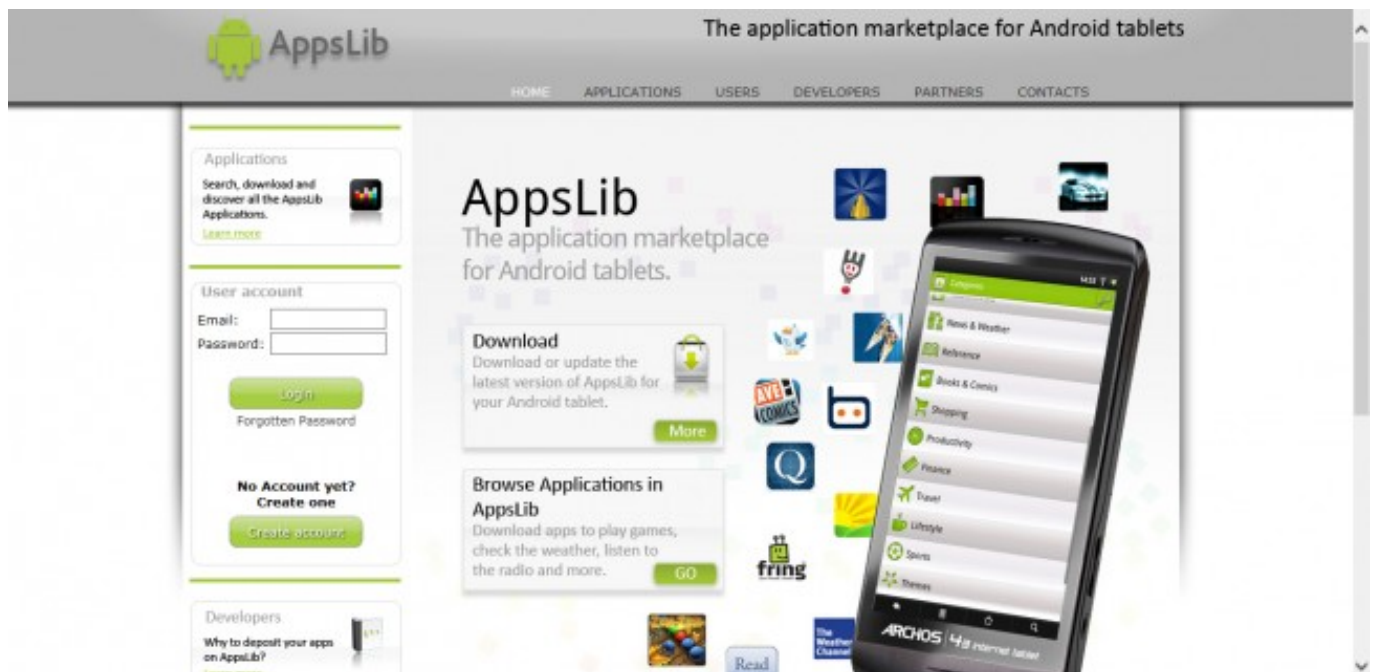 AppsLib
The application marketplace for Android tablets
HOME APPLICATIONS USERS DEVELOPERS PARTNERS CONTACTS
Applications
Search, download and
discover all the AppsLib
Applications.
Learn more
User account
Email:
Password:
Login
Forgotten Password
No Account yet?
Create one
Create account
Developers
Why to deposit your apps
on AppsLib?
AppsLib
The application marketplace
for Android tablets.
Download
Download or update the
latest version of AppsLib for
your Android tablet.
More
Browse Applications in
AppsLib
Download apps to play games,
check the weather, listen to
the radio and more.
GO
AVE
COMICS
Q
fring
The
Weather
Channel
Read
Categories
News & Weather
Reference
Books & Comics
Shopping
Productivity
Finance
Travel
Lifestyle
Sports
Themes
ARCHOS 43 internet tablet